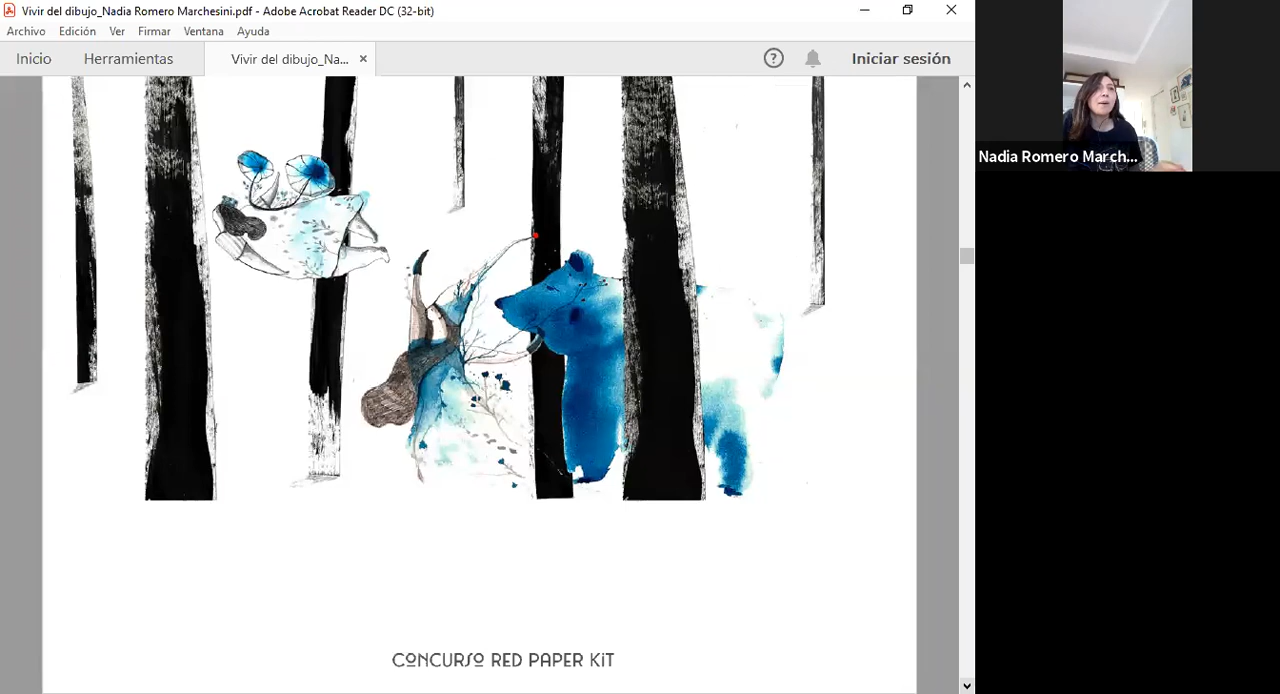 Vivir del dibujo_Nadia Romero Marchesini.pdf - Adobe Acrobat Reader DC (32-bit)
Archivo Edición Ver Firmar Ventana Ayuda
Inicio Herramientas Vivir del dibujo_Na... × ? Iniciar sesión
Nadia Romero March...
CONCURSO RED PAPER KIT